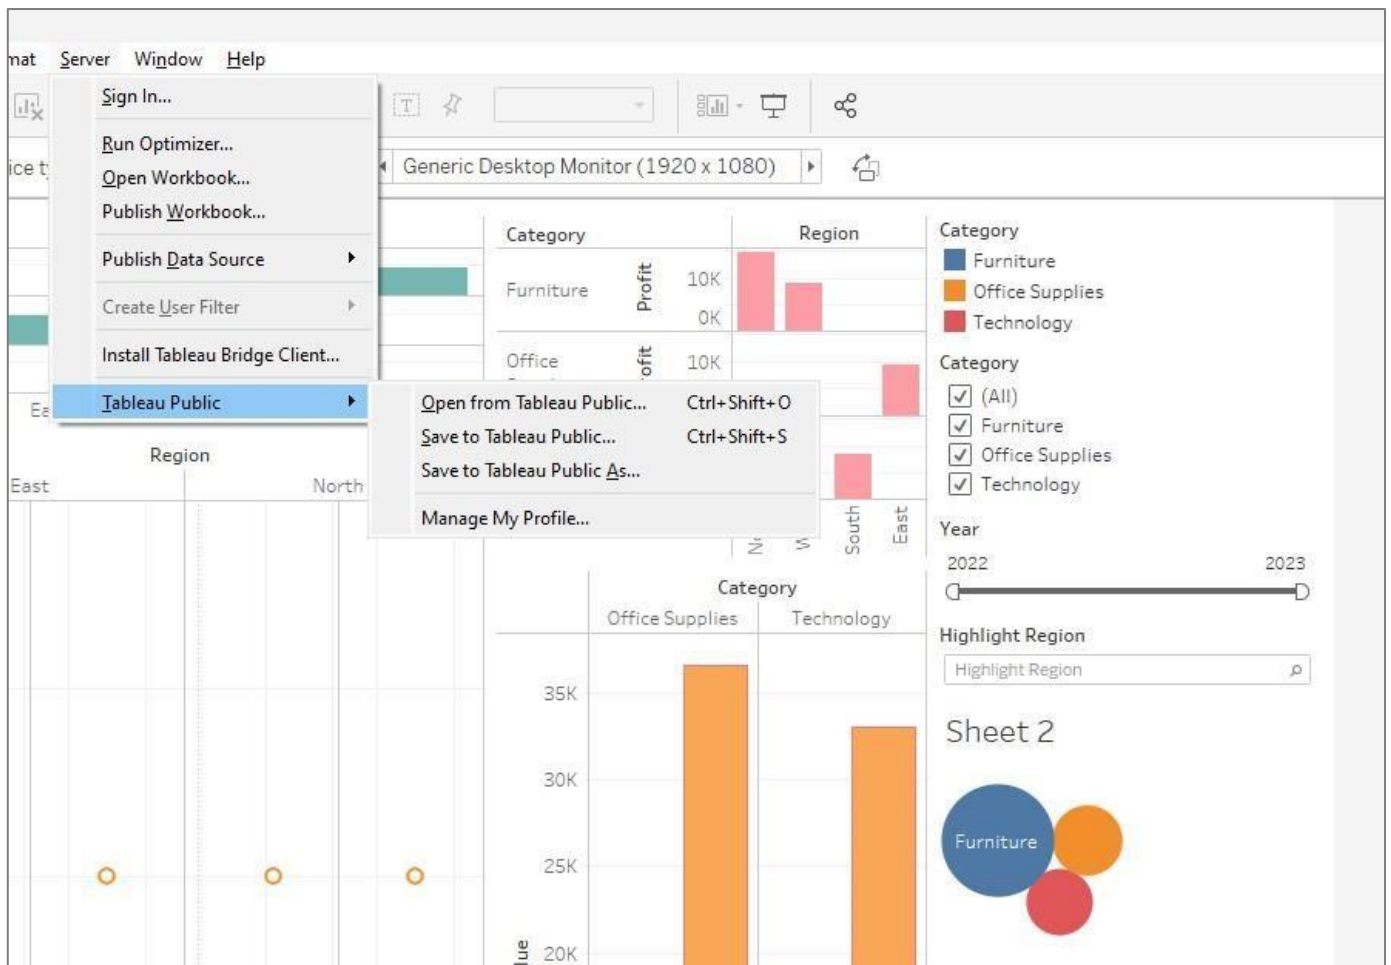 mat Server Window Help
Sign In...
Run Optimizer...
Open Workbook...
Publish Workbook...
Publish Data Source
Create User Filter
Install Tableau Bridge Client...
Tableau Public
Open from Tableau Public... Ctrl+Shift+O
Save to Tableau Public... Ctrl+Shift+S
Save to Tableau Public As...
Manage My Profile...
T
ice ty
Generic Desktop Monitor (1920 x 1080)
Category Region
Furniture Profit 10K
0K
Office 10K
South East
Region
East North
Category
Office Supplies Technology
35K
30K
25K
20K
Category
Furniture
Office Supplies
Technology
Category
(All)
Furniture
Office Supplies
Technology
Year
2022 2023
Highlight Region
Highlight Region
Sheet 2
Furniture